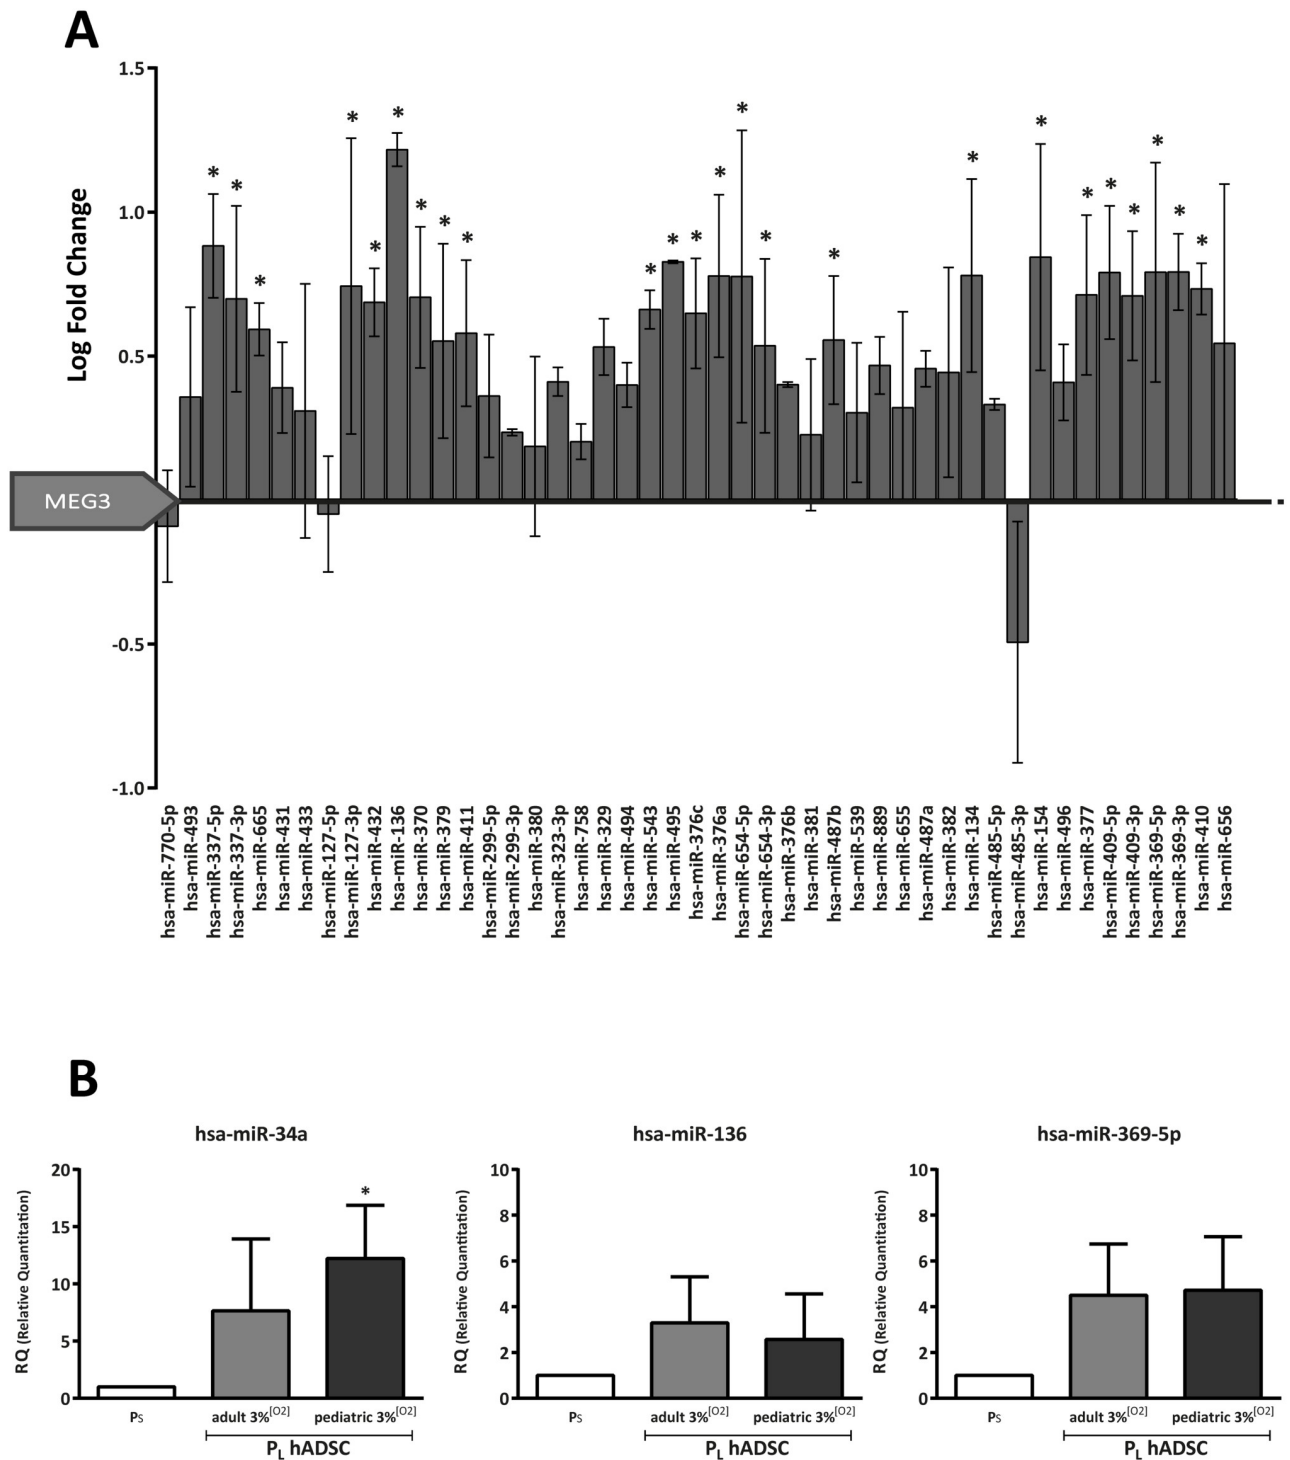 A
1.5
1.0
0.5
-0.5
-1.0
Log Fold Change
MEG3
* * * * * * * * * * * * * * * * * * * * * * * * *
hsa-miR-770-5p
hsa-miR-493
hsa-miR-337-5p
hsa-miR-337-3p
hsa-miR-665
hsa-miR-431
hsa-miR-433
hsa-miR-127-5p
hsa-miR-127-3p
hsa-miR-432
hsa-miR-136
hsa-miR-370
hsa-miR-379
hsa-miR-411
hsa-miR-299-5p
hsa-miR-299-3p
hsa-miR-380
hsa-miR-323-3p
hsa-miR-758
hsa-miR-329
hsa-miR-494
hsa-miR-543
hsa-miR-495
hsa-miR-376c
hsa-miR-376a
hsa-miR-654-5p
hsa-miR-654-3p
hsa-miR-376b
hsa-miR-381
hsa-miR-487b
hsa-miR-539
hsa-miR-889
hsa-miR-655
hsa-miR-487a
hsa-miR-382
hsa-miR-134
hsa-miR-485-5p
hsa-miR-485-3p
hsa-miR-154
hsa-miR-496
hsa-miR-377
hsa-miR-409-5p
hsa-miR-409-3p
hsa-miR-369-5p
hsa-miR-369-3p
hsa-miR-410
hsa-miR-656
B
hsa-miR-34a
RQ (Relative Quantitation)
20
15
10
5
0
*
Ps
adult 3%[O2]
pediatric 3%[O2]
PL hADSC
hsa-miR-136
RQ (Relative Quantitation)
10
8
6
4
2
0
Ps
adult 3%[O2]
pediatric 3%[O2]
PL hADSC
hsa-miR-369-5p
RQ (Relative Quantitation)
10
8
6
4
2
0
Ps
adult 3%[O2]
pediatric 3%[O2]
PL hADSC